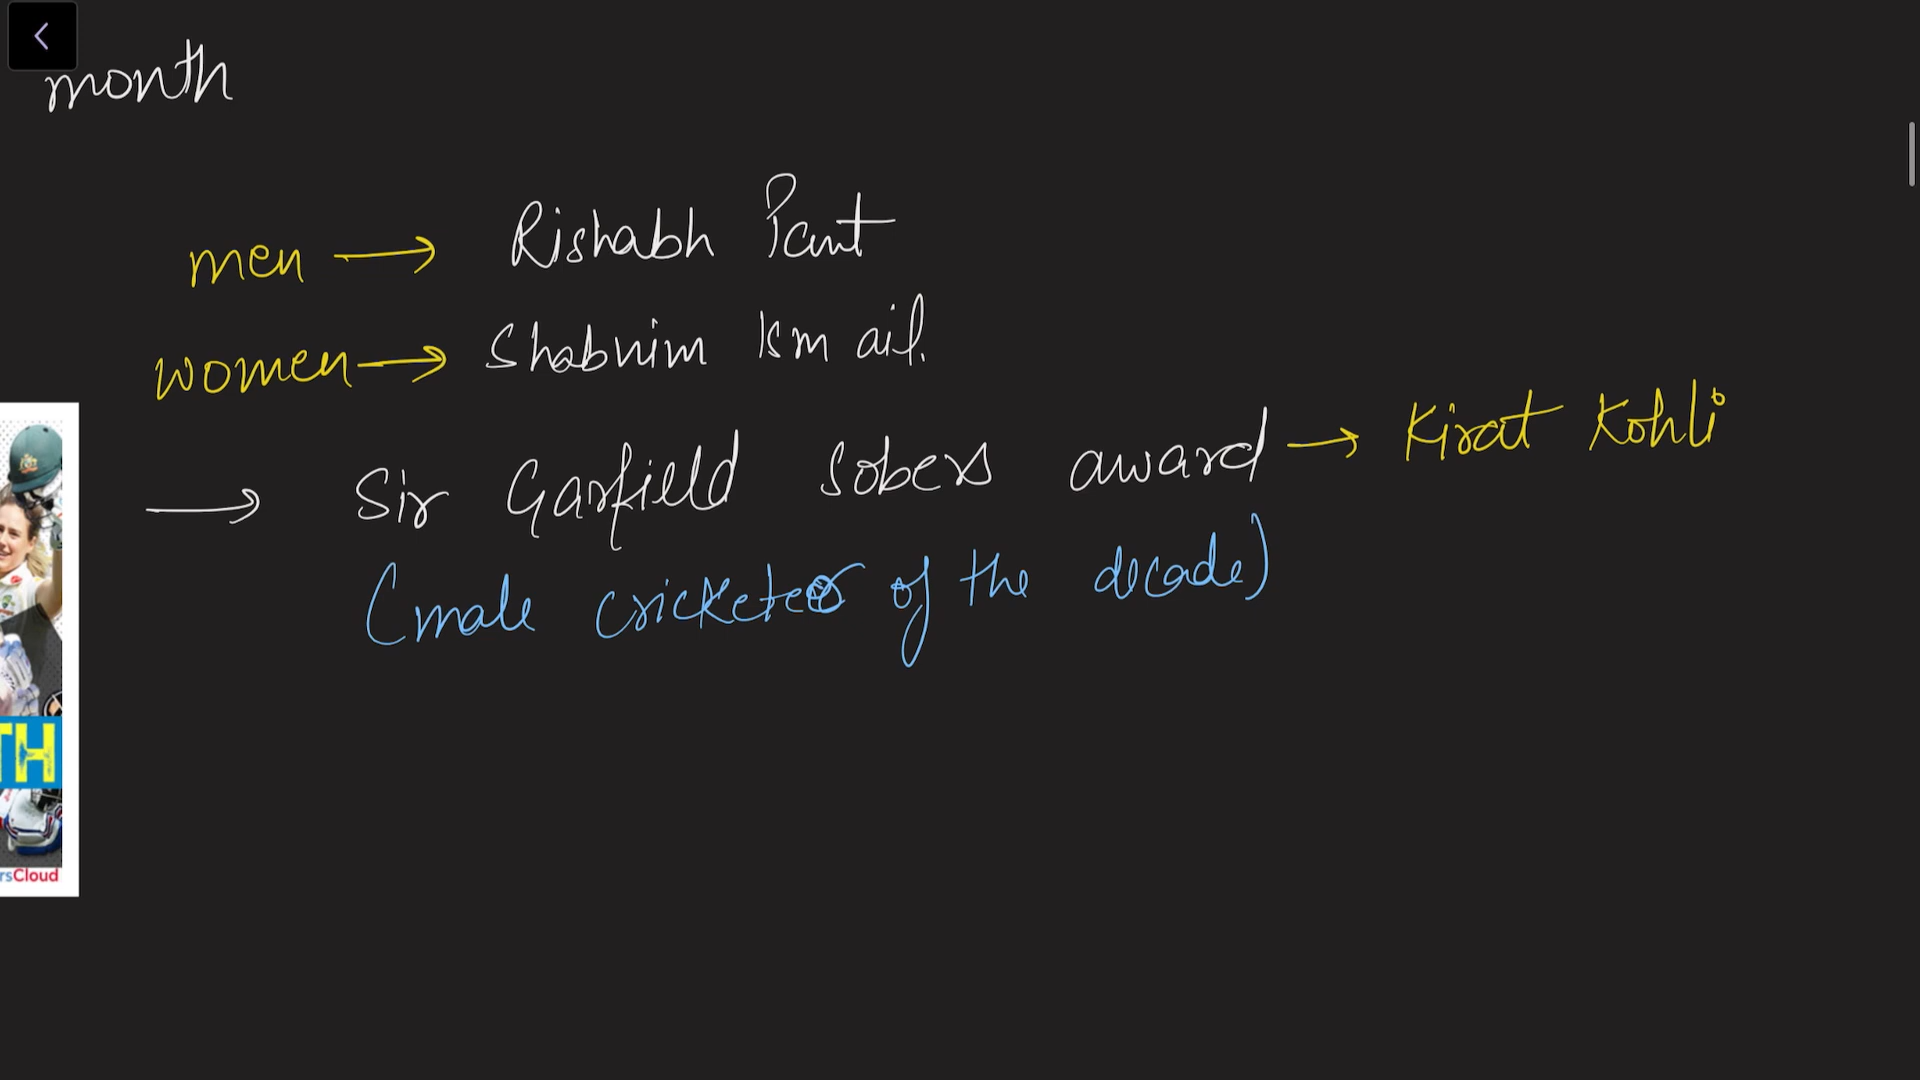 month
men → Rishabh Pant
women → Shabnim Ismail.
→ Sir Garfield Sobers award → Kirat Kohli
(male cricketer of the decade)
TH
rsCloud